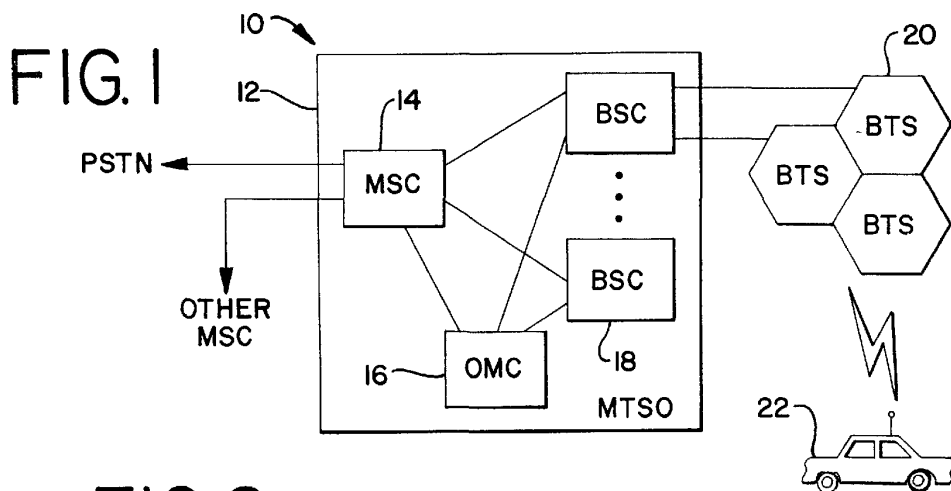 FIG. 1
10
12
14
MSC
PSTN
OTHER
MSC
BSC
BSC
18
16
OMC
MTSO
20
BTS
BTS
BTS
22